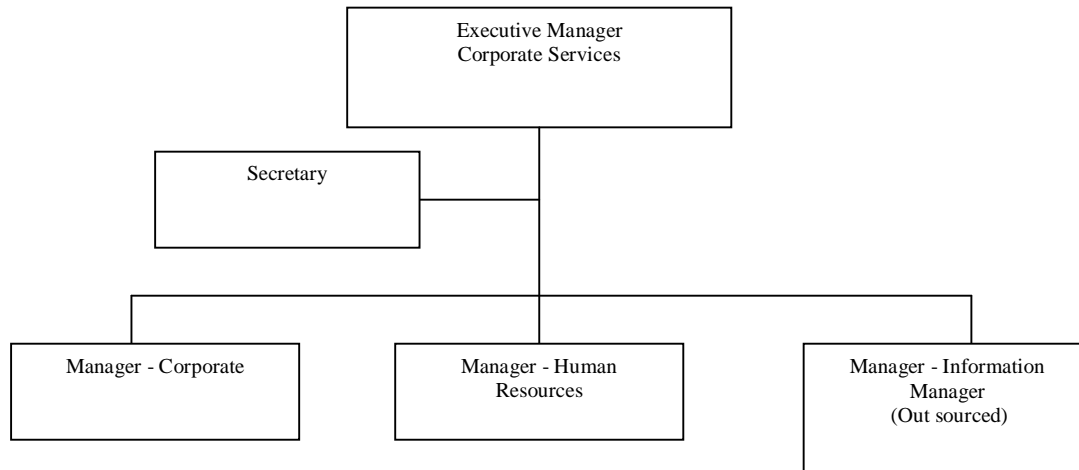 Executive Manager
Corporate Services
Secretary
Manager - Corporate
Manager - Human
Resources
Manager - Information
Manager
(Out sourced)